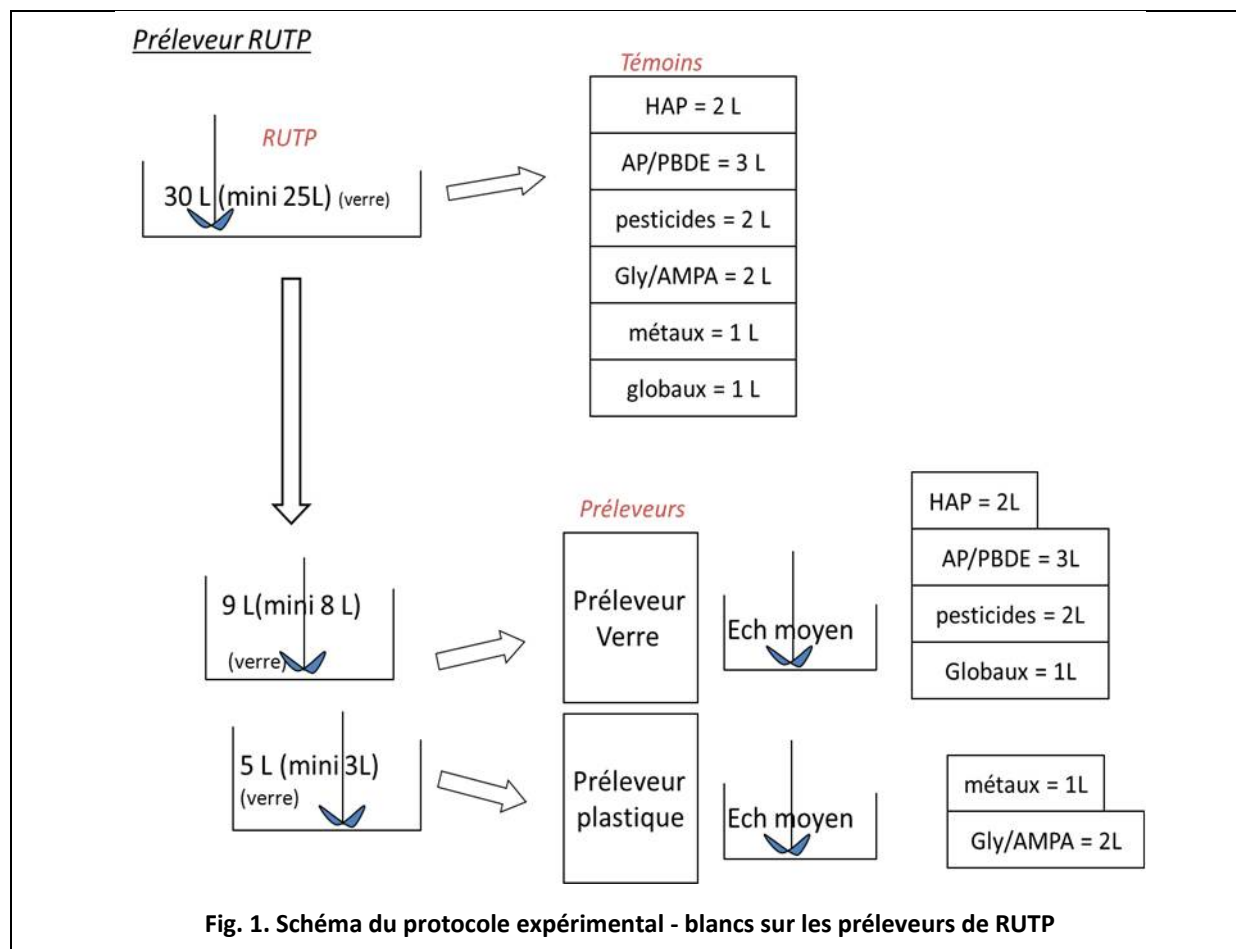 Préleveur RUTP
Témoins
HAP = 2 L
RUTP
AP/PBDE = 3 L
30 L (mini 25L) (verre)
pesticides = 2 L
Gly/AMPA = 2 L
métaux = 1 L
globaux = 1 L
Préleveurs
HAP = 2L
AP/PBDE = 3L
9 L(mini 8 L)
(verre)
Préleveur
Verre
Ech moyen
pesticides = 2L
Globaux = 1L
5 L (mini 3L)
(verre)
Préleveur
plastique
Ech moyen
métaux = 1L
Gly/AMPA = 2L
Fig. 1. Schéma du protocole expérimental - blancs sur les préleveurs de RUTP